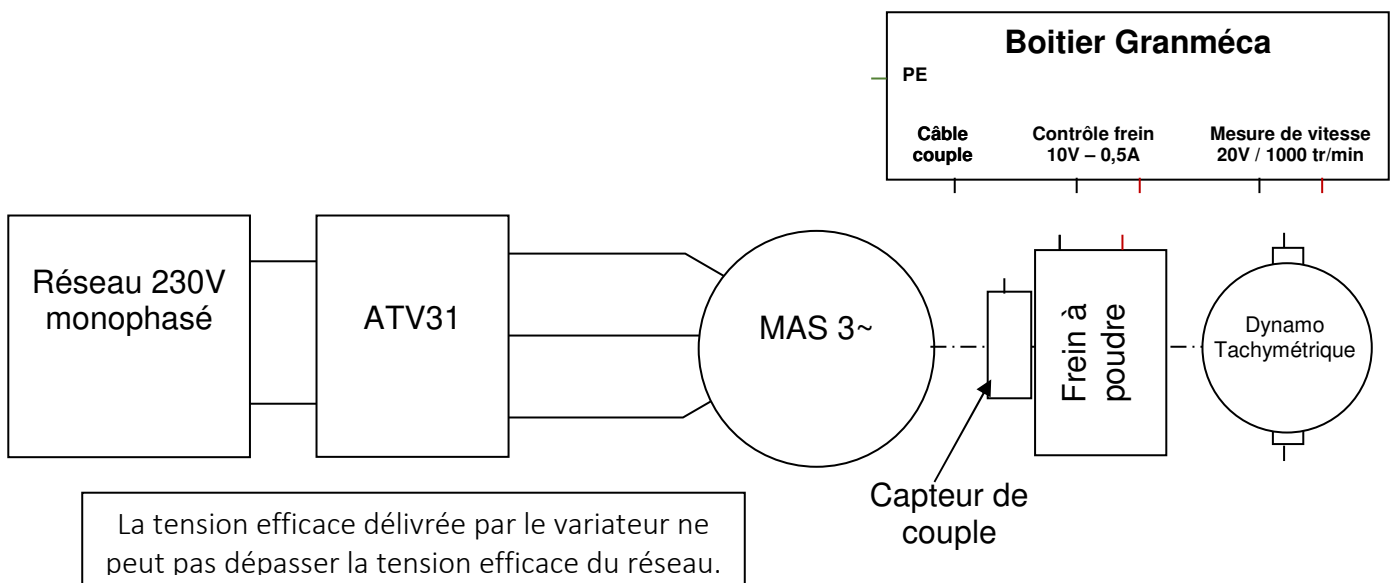 Boitier Granméca
PE
Câble
couple
Contrôle frein
10V – 0,5A
Mesure de vitesse
20V / 1000 tr/min
Réseau 230V
monophasé
ATV31
MAS 3~
Frein à
poudre
Dynamo
Tachymétrique
Capteur de
couple
La tension efficace délivrée par le variateur ne
peut pas dépasser la tension efficace du réseau.